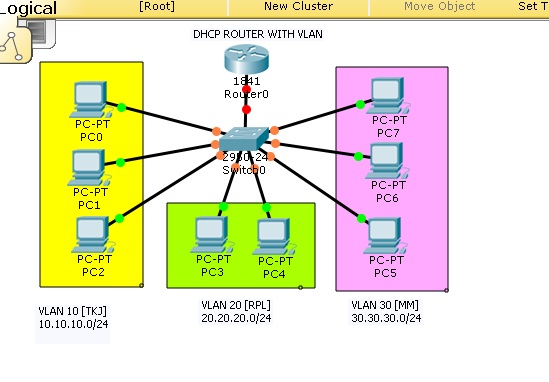 Logical
[Root]
New Cluster
Move Object
Set T
DHCP ROUTER WITH VLAN
1841
Router0
2950-24
Switch0
PC-PT
PC0
PC-PT
PC1
PC-PT
PC2
PC-PT
PC3
PC-PT
PC4
PC-PT
PC7
PC-PT
PC6
PC-PT
PC5
VLAN 10 [TKJ]
10.10.10.0/24
VLAN 20 [RPL]
20.20.20.0/24
VLAN 30 [MM]
30.30.30.0/24